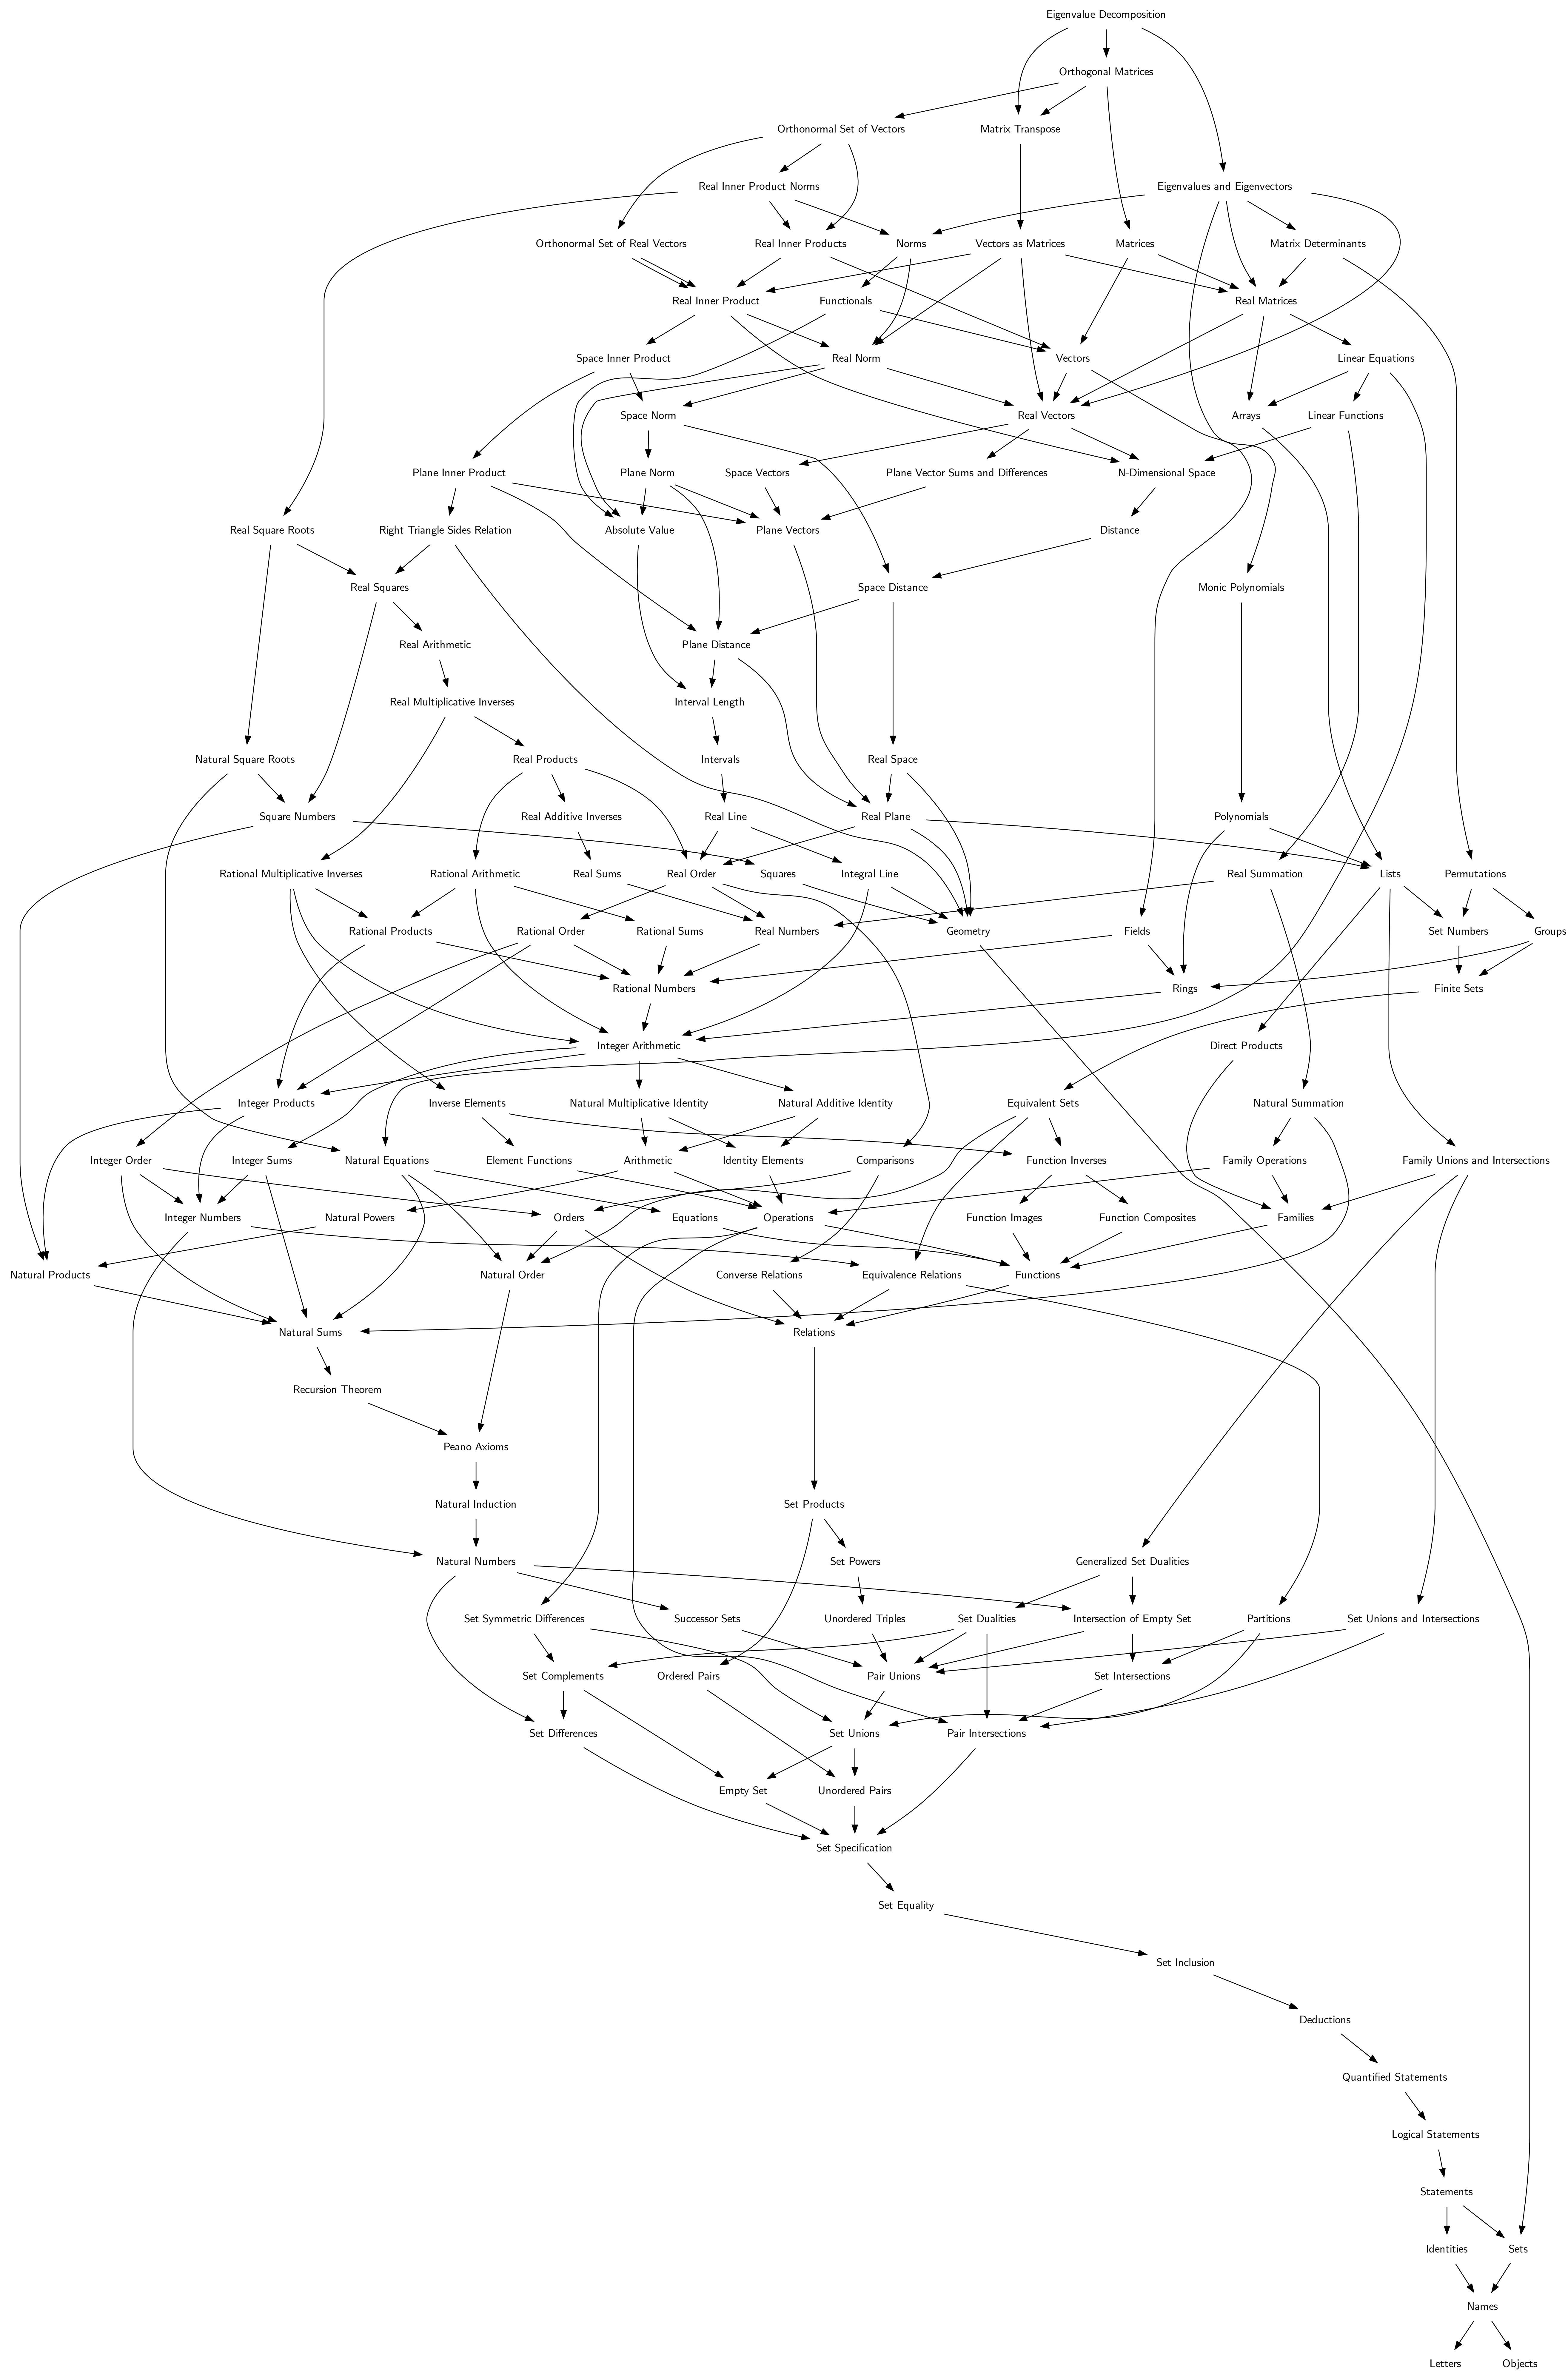 Eigenvalue Decomposition
Orthogonal Matrices
Orthonormal Set of Vectors
Matrix Transpose
Real Inner Product Norms
Eigenvalues and Eigenvectors
Orthonormal Set of Real Vectors
Real Inner Products
Norms
Vectors as Matrices
Matrices
Matrix Determinants
Real Inner Product
Functionals
Real Matrices
Space Inner Product
Real Norm
Vectors
Linear Equations
Space Norm
Real Vectors
Arrays
Linear Functions
Plane Inner Product
Plane Norm
Space Vectors
Plane Vector Sums and Differences
N-Dimensional Space
Real Square Roots
Right Triangle Sides Relation
Absolute Value
Plane Vectors
Distance
Real Squares
Space Distance
Monic Polynomials
Real Arithmetic
Plane Distance
Real Multiplicative Inverses
Interval Length
Natural Square Roots
Real Products
Intervals
Real Space
Square Numbers
Real Additive Inverses
Real Line
Real Plane
Polynomials
Rational Multiplicative Inverses
Rational Arithmetic
Real Sums
Real Order
Squares
Integral Line
Real Summation
Lists
Permutations
Rational Products
Rational Order
Rational Sums
Real Numbers
Geometry
Fields
Set Numbers
Groups
Rational Numbers
Rings
Finite Sets
Integer Arithmetic
Direct Products
Integer Products
Inverse Elements
Natural Multiplicative Identity
Natural Additive Identity
Equivalent Sets
Natural Summation
Integer Order
Integer Sums
Natural Equations
Element Functions
Arithmetic
Identity Elements
Comparisons
Function Inverses
Family Operations
Family Unions and Intersections
Integer Numbers
Natural Powers
Orders
Equations
Operations
Function Images
Function Composites
Families
Natural Products
Natural Order
Converse Relations
Equivalence Relations
Functions
Natural Sums
Relations
Recursion Theorem
Peano Axioms
Natural Induction
Set Products
Natural Numbers
Set Powers
Generalized Set Dualities
Set Symmetric Differences
Successor Sets
Unordered Triples
Set Dualities
Intersection of Empty Set
Partitions
Set Unions and Intersections
Set Complements
Ordered Pairs
Pair Unions
Set Intersections
Set Differences
Set Unions
Pair Intersections
Empty Set
Unordered Pairs
Set Specification
Set Equality
Set Inclusion
Deductions
Quantified Statements
Logical Statements
Statements
Identities
Sets
Names
Letters
Objects